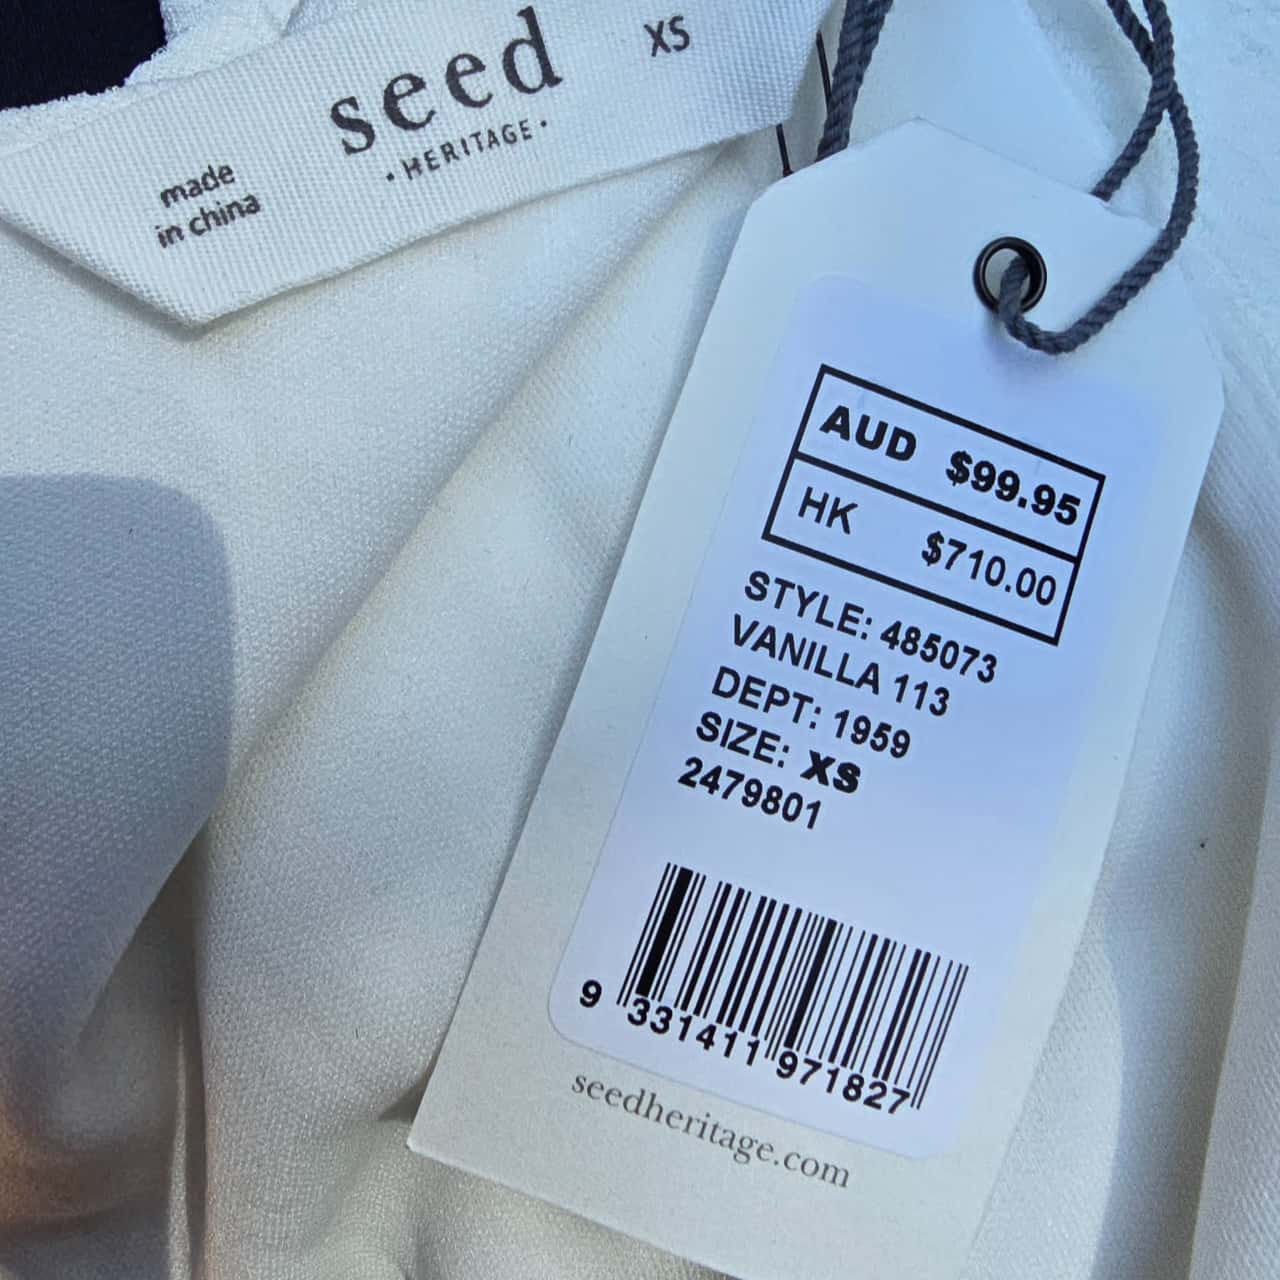 seed
XS
·HERITAGE·
made
in china
AUD $99.95
HK $710.00
STYLE: 485073
VANILLA 113
DEPT: 1959
SIZE: XS
2479801
9 331411 971827
seedheritage.com